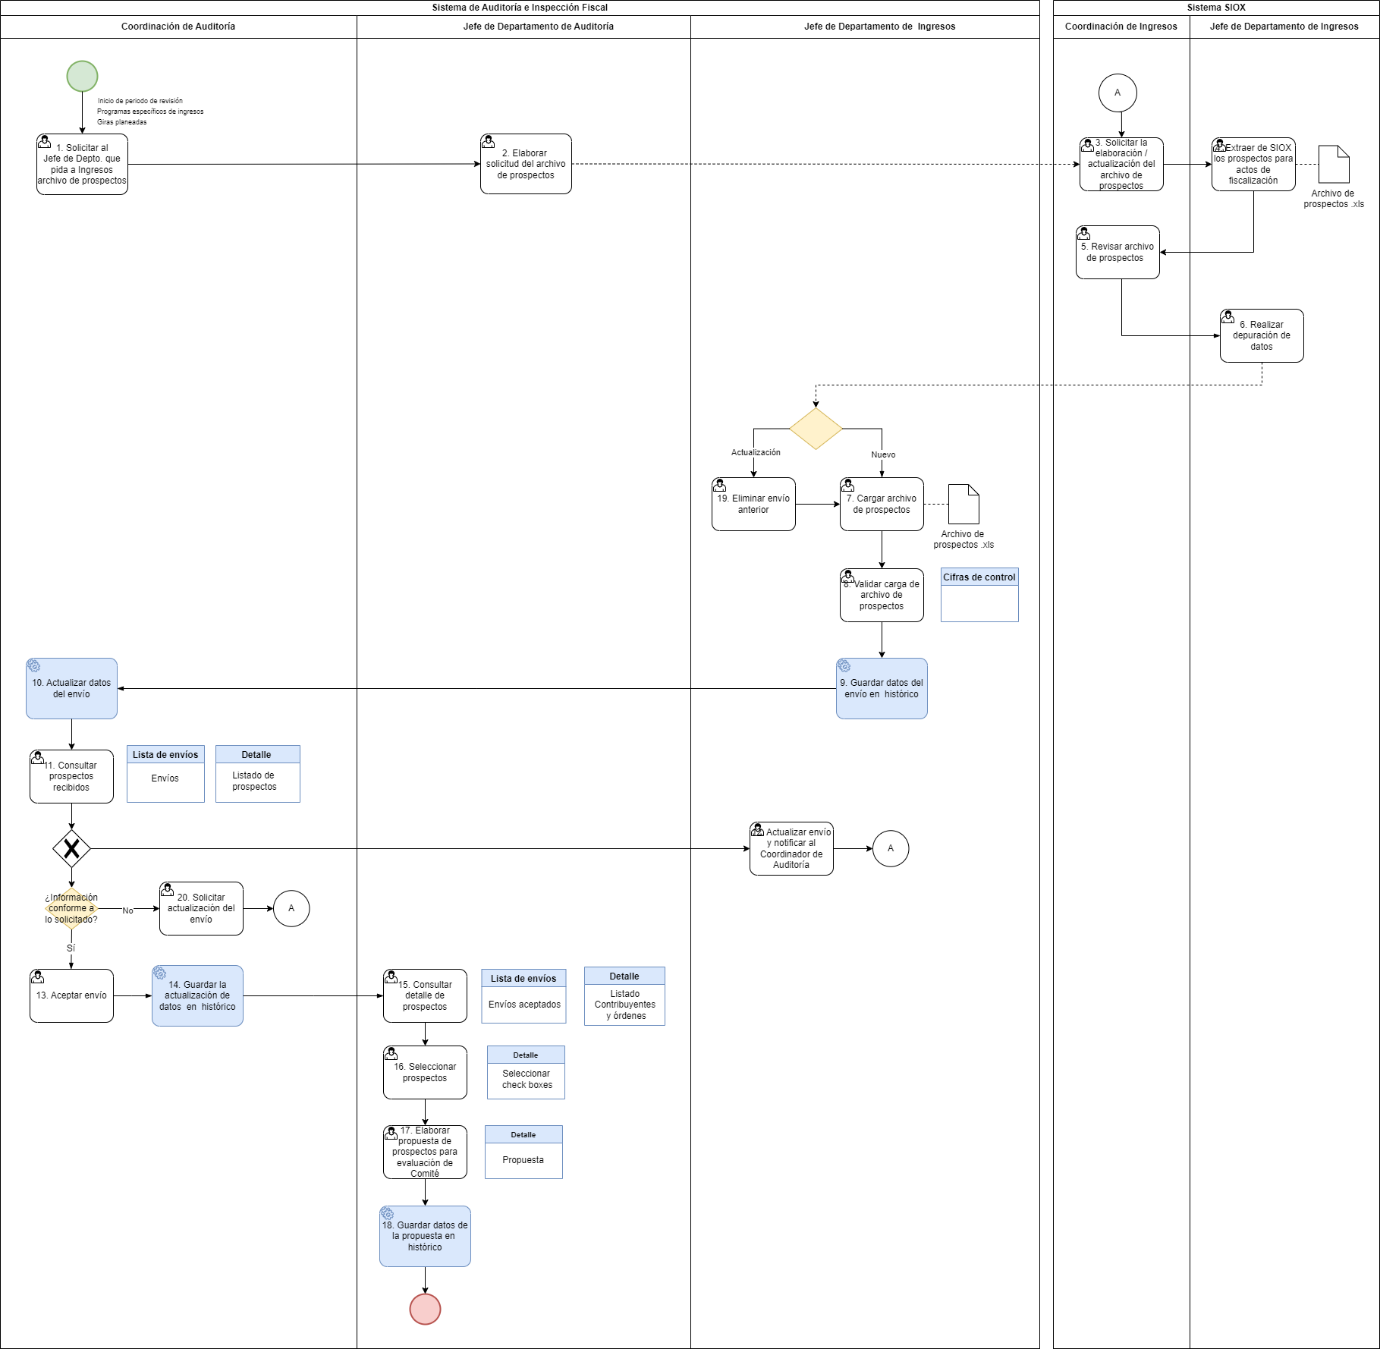 Sistema de Auditoría e Inspección Fiscal
Sistema SIOX
Coordinación de Auditoría
Jefe de Departamento de Auditoría
Jefe de Departamento de  Ingresos
Coordinación de Ingresos
Jefe de Departamento de Ingresos
Inicio de periodo de revisión
Programas específicos de ingresos
Giras planeadas
1. Solicitar al
Jefe de Depto. que
pida a Ingresos
archivo de prospectos
2. Elaborar
solicitud del archivo
de prospectos
A
3. Solicitar la
elaboración /
actualización del
archivo de
prospectos
Extraer de SIOX
los prospectos para
actos de
fiscalización
Archivo de
prospectos .xls
5. Revisar archivo
de prospectos
6. Realizar
depuración de
datos
Actualización
Nuevo
19. Eliminar envío
anterior
7. Cargar archivo
de prospectos
Archivo de
prospectos .xls
8. Validar carga de
archivo de
prospectos
Cifras de control
10. Actualizar datos
del envío
9. Guardar datos del
envío en  histórico
11. Consultar
prospectos
recibidos
Lista de envíos
Envíos
Detalle
Listado de
prospectos
Actualizar envío
y notificar al
Coordinador de
Auditoría
A
¿Información
conforme a
lo solicitado?
No
20. Solicitar
actualización del
envío
A
Sí
13. Aceptar envío
14. Guardar la
actualización de
datos  en  histórico
15. Consultar
detalle de
prospectos
Lista de envíos
Envíos aceptados
Detalle
Listado
Contribuyentes
y órdenes
16. Seleccionar
prospectos
Detalle
Seleccionar
check boxes
17. Elaborar
propuesta de
prospectos para
evaluación de
Comité
Detalle
Propuesta
18. Guardar datos de
la propuesta en
histórico